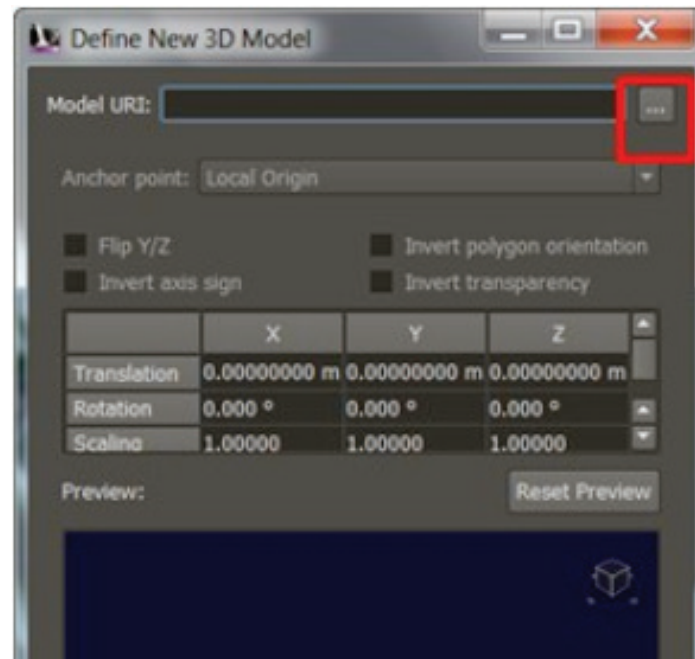 Define New 3D Model
Model URI: ...
Anchor point: Local Origin
Flip Y/Z Invert polygon orientation
Invert axis sign Invert transparency
X Y Z
Translation 0.00000000 m 0.00000000 m 0.00000000 m
Rotation 0.000 ° 0.000 ° 0.000 °
Scaling 1.00000 1.00000 1.00000
Preview: Reset Preview